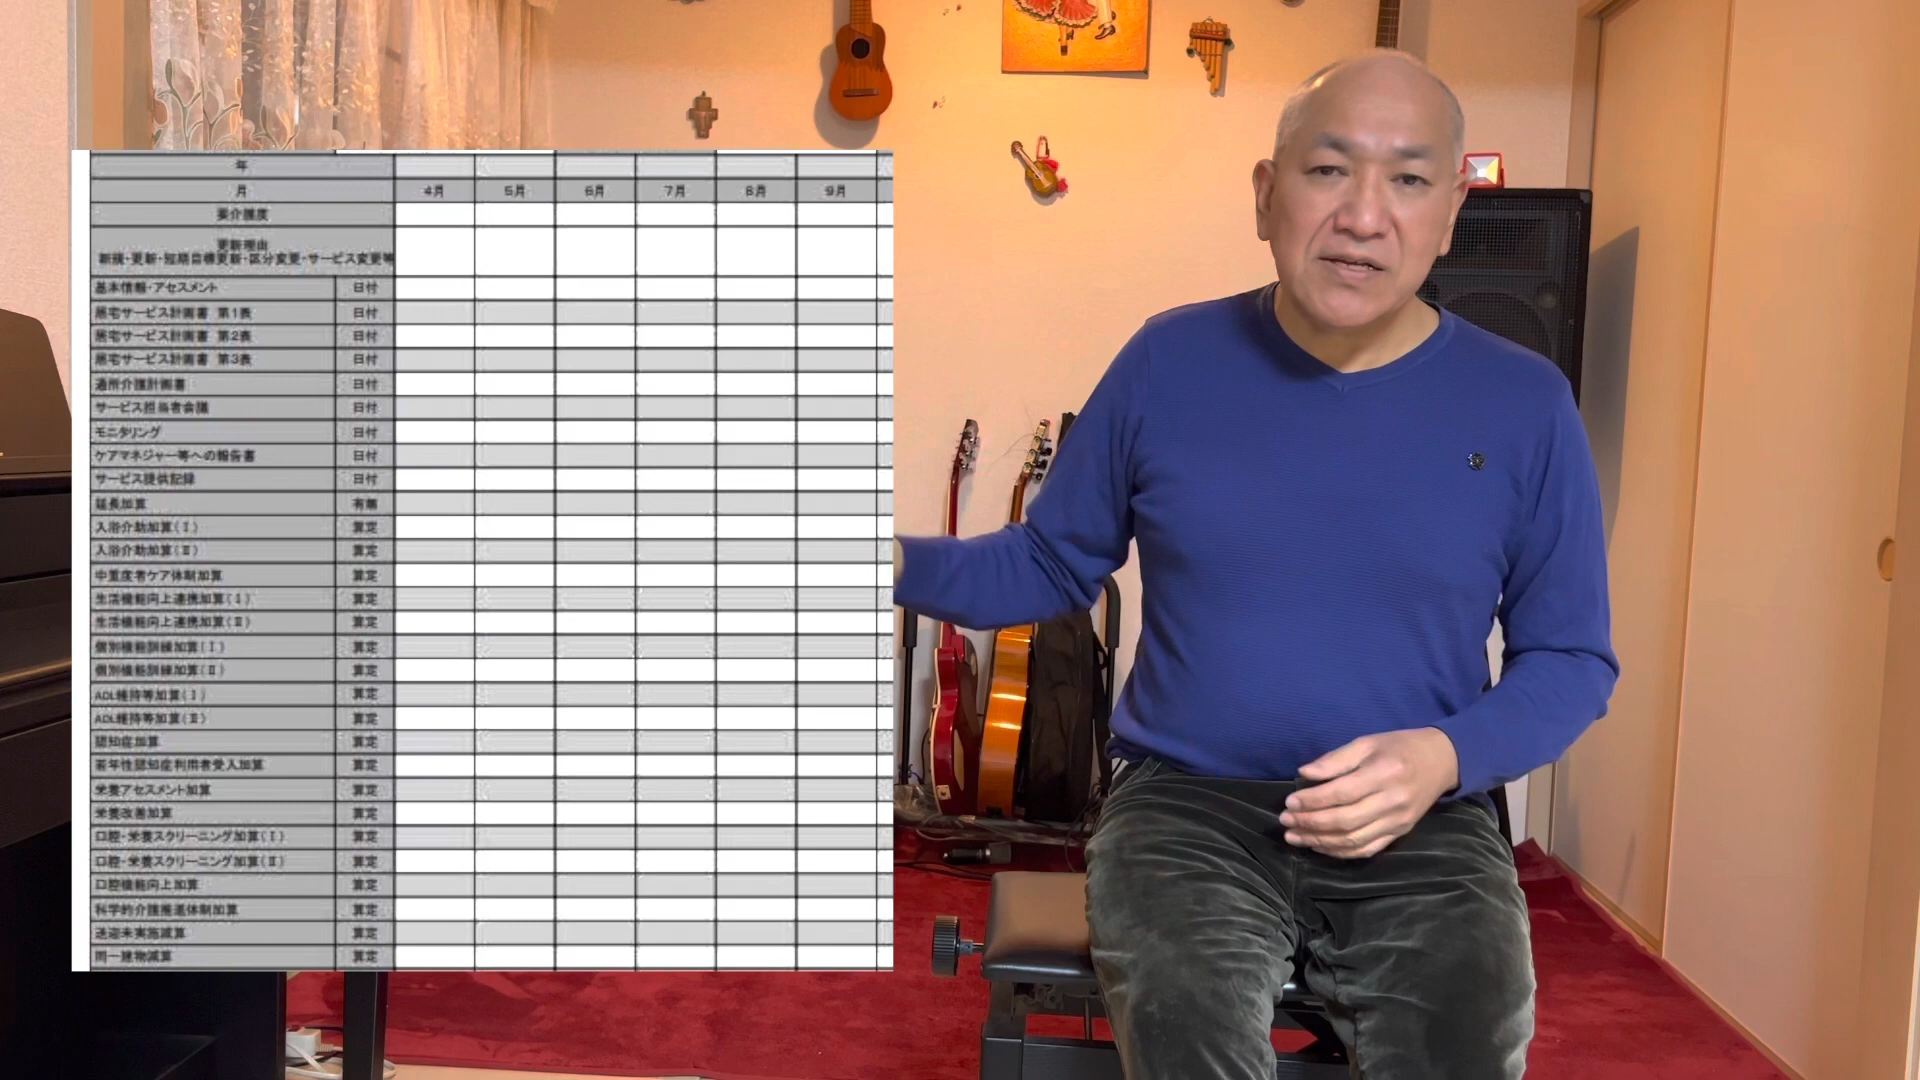 年
月 4月 5月 6月 7月 8月 9月
要介護度
更新理由
新規・更新・短期目標更新・区分変更・サービス変更等
基本情報・アセスメント 日付
居宅サービス計画書 第1表 日付
居宅サービス計画書 第2表 日付
居宅サービス計画書 第3表 日付
通所介護計画書 日付
サービス担当者会議 日付
モニタリング 日付
ケアマネジャー等への報告書 日付
サービス提供記録 日付
延長加算 有無
入浴介助加算(Ⅰ) 算定
入浴介助加算(Ⅱ) 算定
中重度者ケア体制加算 算定
生活機能向上連携加算(Ⅰ) 算定
生活機能向上連携加算(Ⅱ) 算定
個別機能訓練加算(Ⅰ) 算定
個別機能訓練加算(Ⅱ) 算定
ADL維持等加算(Ⅰ) 算定
ADL維持等加算(Ⅱ) 算定
認知症加算 算定
若年性認知症利用者受入加算 算定
栄養アセスメント加算 算定
栄養改善加算 算定
口腔・栄養スクリーニング加算(Ⅰ) 算定
口腔・栄養スクリーニング加算(Ⅱ) 算定
口腔機能向上加算 算定
科学的介護推進体制加算 算定
送迎未実施減算 算定
同一建物減算 算定